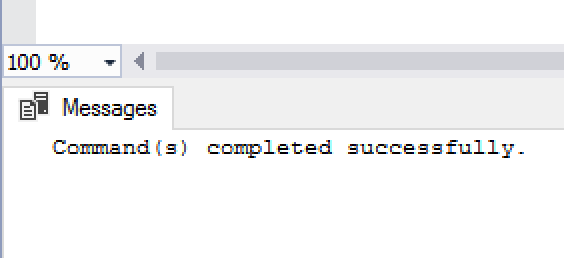 100 %
Messages
Command(s) completed successfully.